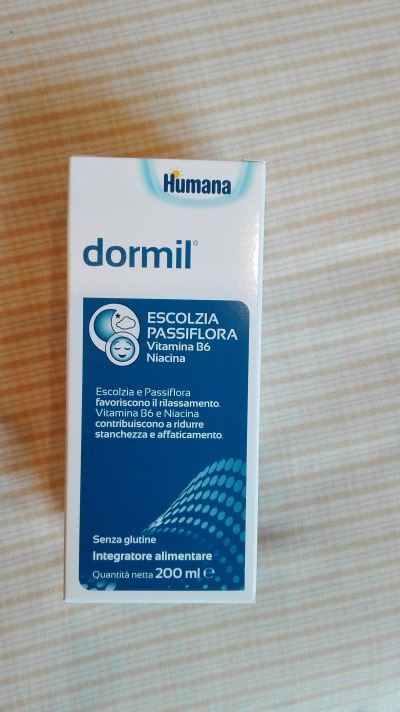 Humana
dormil®
ESCOLZIA
PASSIFLORA
Vitamina B6
Niacina
Escolzia e Passiflora
favoriscono il rilassamento.
Vitamina B6 e Niacina
contribuiscono a ridurre
stanchezza e affaticamento.
Senza glutine
Integratore alimentare
Quantità netta 200 ml ℮